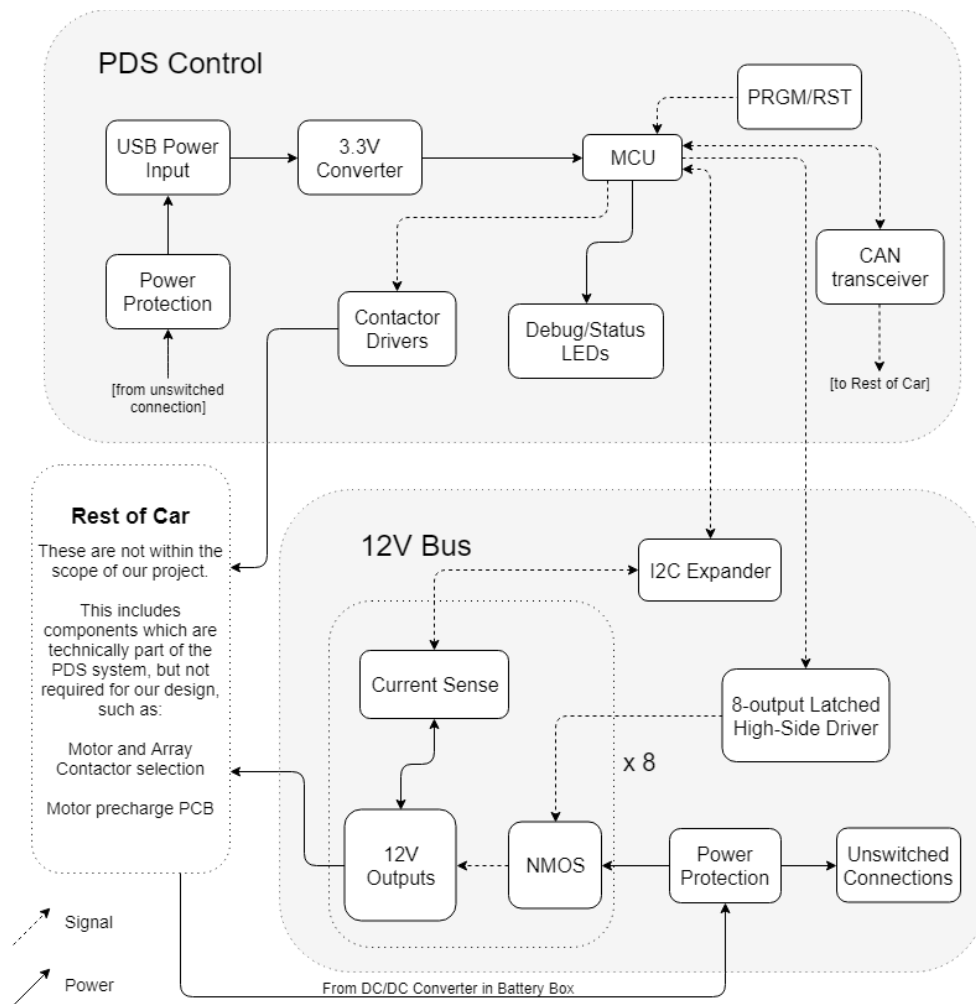 PDS Control
PRGM/RST
USB Power
Input
3.3V
Converter
MCU
Power
Protection
Contactor
Drivers
Debug/Status
LEDs
CAN
transceiver
[from unswitched
connection]
[to Rest of Car]
Rest of Car
These are not within the
scope of our project.
This includes
components which are
technically part of the
PDS system, but not
required for our design,
such as:
Motor and Array
Contactor selection
Motor precharge PCB
12V Bus
I2C Expander
Current Sense
8-output Latched
High-Side Driver
x 8
12V
Outputs
NMOS
Power
Protection
Unswitched
Connections
Signal
Power
From DC/DC Converter in Battery Box